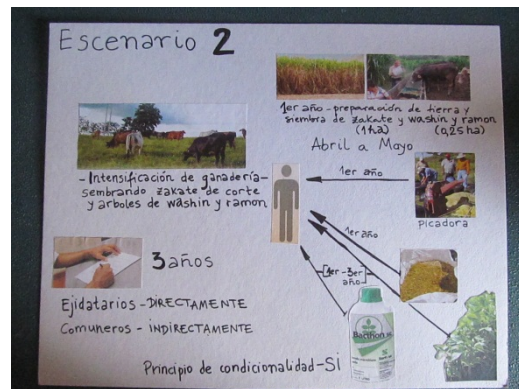 Escenario 2
1er año - preparación de tierra y
siembra de zakate y washin y ramon
(1 ha) (0,25 ha)
Abril a Mayo
- Intensificación de ganadería -
sembrando zakate de corte
y arboles de washin y ramon
1er año
Picadora
1er año
1er - 3er
año
3 años
Ejidatarios - DIRECTAMENTE
Comuneros - INDIRECTAMENTE
Principio de condicionalidad - Si